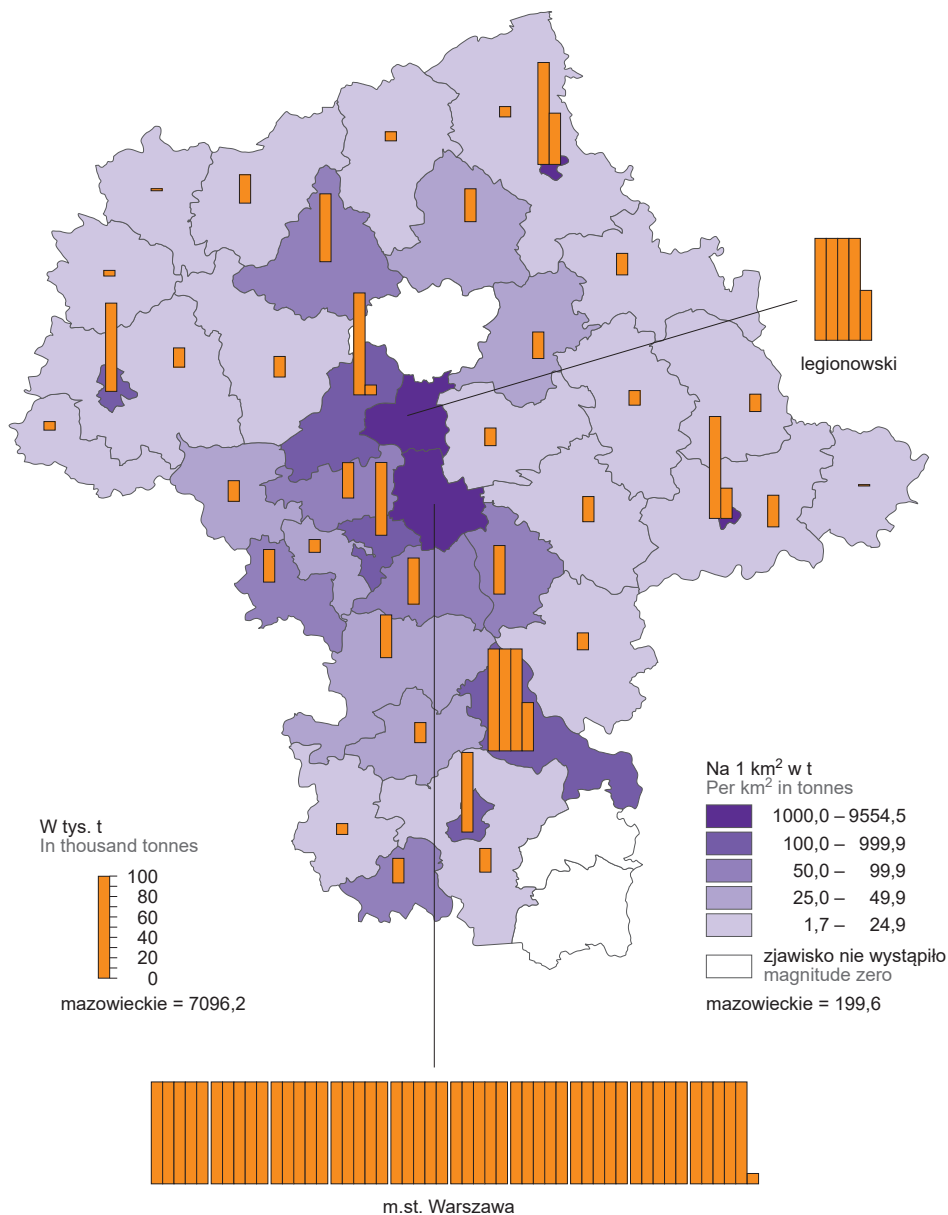 legionowski
Na 1 km² w t
Per km² in tonnes
1000,0 – 9554,5
100,0 – 999,9
50,0 – 99,9
25,0 – 49,9
1,7 – 24,9
zjawisko nie wystąpiło
magnitude zero
mazowieckie = 199,6
W tys. t
In thousand tonnes
100
80
60
40
20
0
mazowieckie = 7096,2
m.st. Warszawa